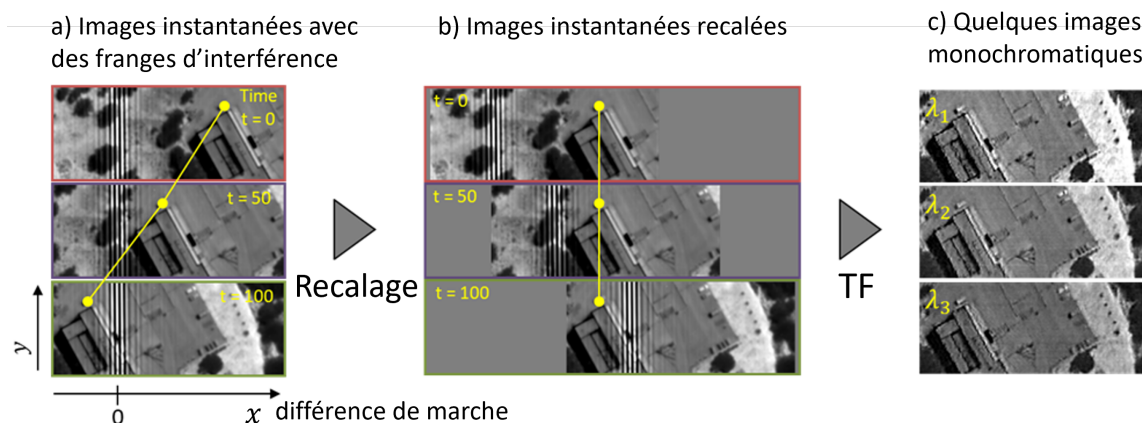 a) Images instantanées avec
des franges d’interférence
b) Images instantanées recalées
c) Quelques images
monochromatiques
Time
t = 0
t = 50
t = 100
y
0
x différence de marche
Recalage
t = 0
t = 50
t = 100
TF
λ1
λ2
λ3